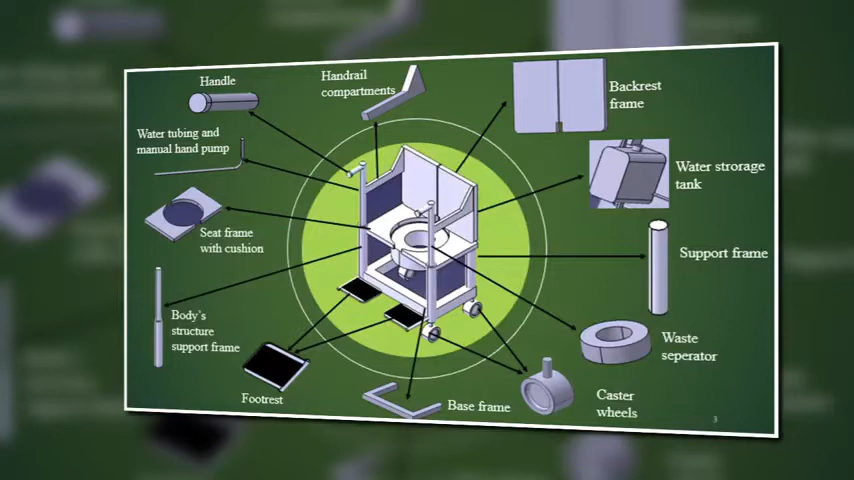 Handle
Handrail
compartments
Backrest
frame
Water tubing and
manual hand pump
Water strorage
tank
Seat frame
with cushion
Support frame
Body's
structure
support frame
Waste
seperator
Footrest
Base frame
Caster
wheels
3